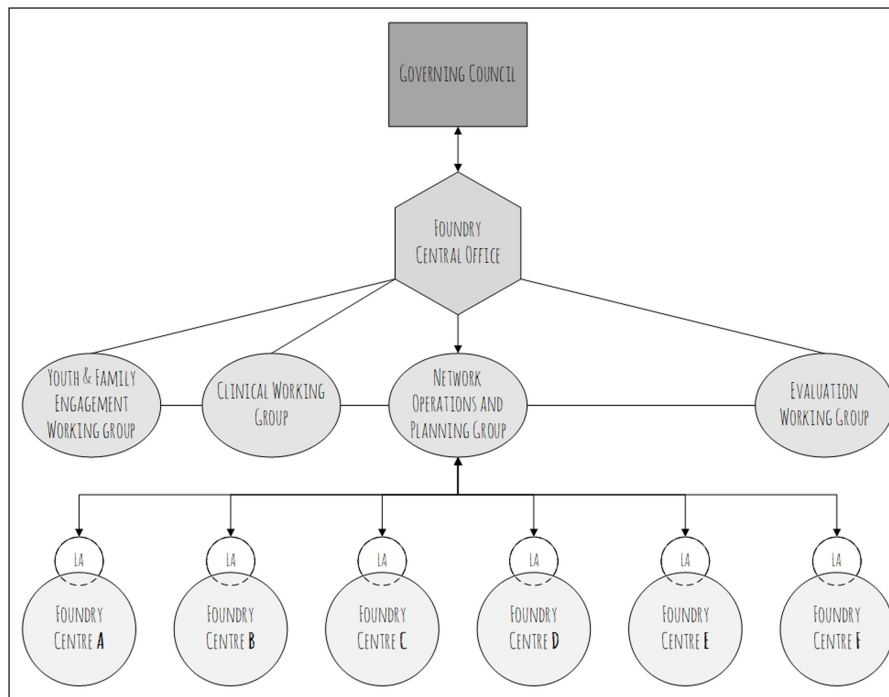 GOVERNING COUNCIL
FOUNDRY
CENTRAL OFFICE
YOUTH & FAMILY
ENGAGEMENT
WORKING GROUP
CLINICAL WORKING
GROUP
NETWORK
OPERATIONS AND
PLANNING GROUP
EVALUATION
WORKING GROUP
LA
LA
LA
LA
LA
LA
FOUNDRY
CENTRE A
FOUNDRY
CENTRE B
FOUNDRY
CENTRE C
FOUNDRY
CENTRE D
FOUNDRY
CENTRE E
FOUNDRY
CENTRE F